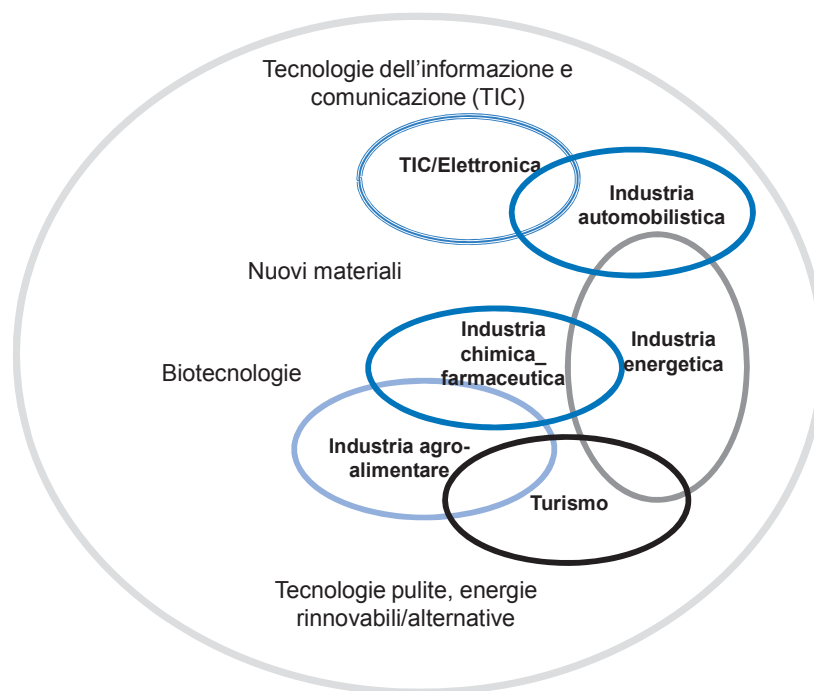 Tecnologie dell’informazione e
comunicazione (TIC)
TIC/Elettronica
Industria
automobilistica
Nuovi materiali
Industria
chimica_
farmaceutica
Industria
energetica
Biotecnologie
Industria agro-
alimentare
Turismo
Tecnologie pulite, energie
rinnovabili/alternative